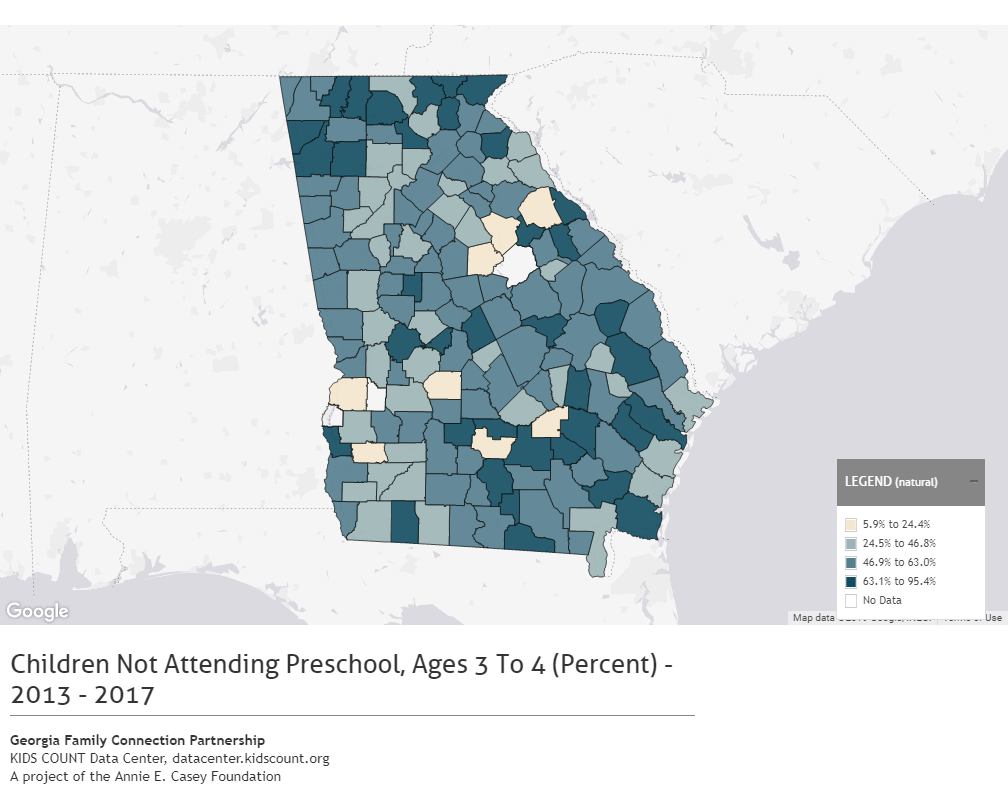 LEGEND (natural)
5.9% to 24.4%
24.5% to 46.8%
46.9% to 63.0%
63.1% to 95.4%
No Data
Google
Map data
Use
Children Not Attending Preschool, Ages 3 To 4 (Percent) -
2013 - 2017
Georgia Family Connection Partnership
KIDS COUNT Data Center, datacenter.kidscount.org
A project of the Annie E. Casey Foundation